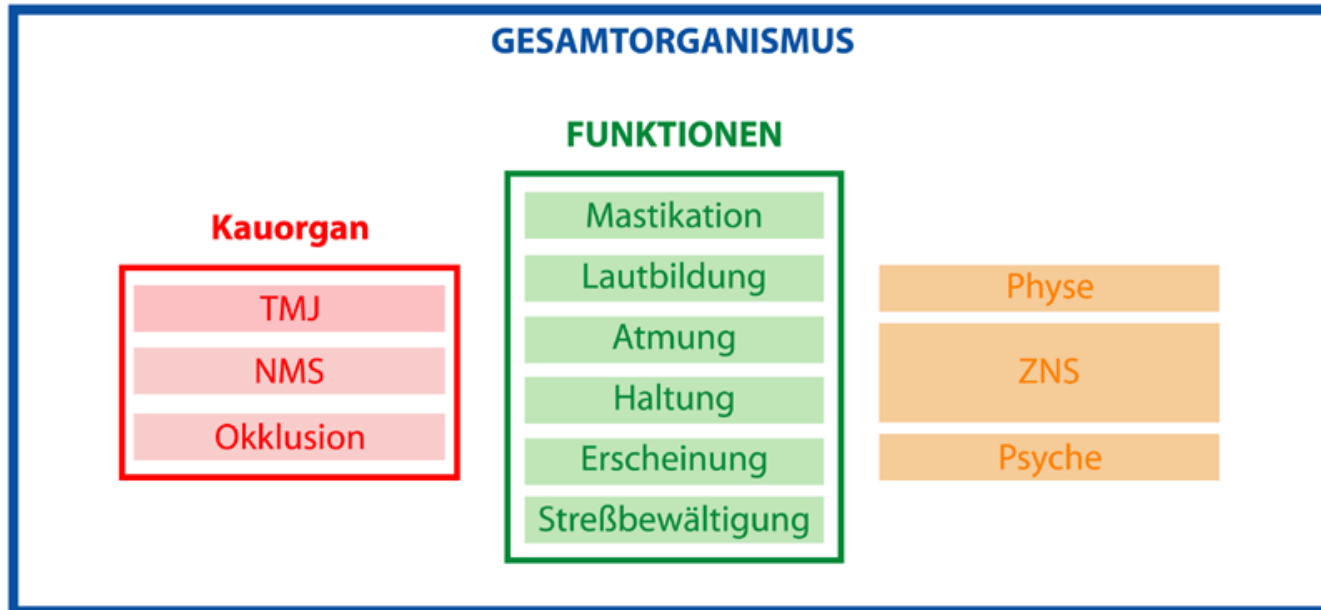 GESAMTORGANISMUS
FUNKTIONEN
Kauorgan
TMJ
NMS
Okklusion
Mastikation
Lautbildung
Atmung
Haltung
Erscheinung
Streßbewältigung
Physe
ZNS
Psyche